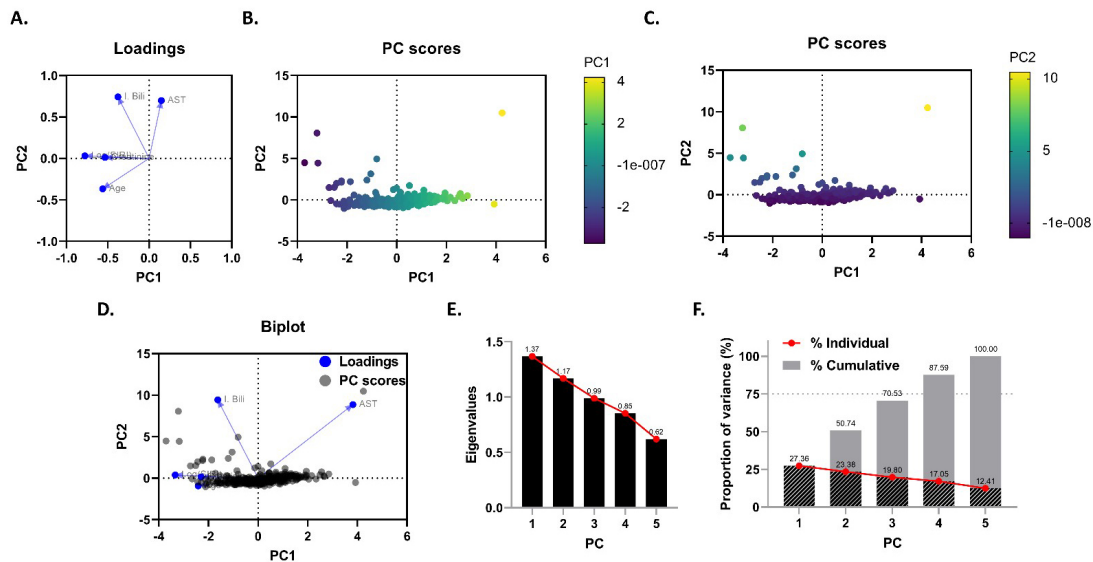 A.
Loadings
1.0
0.5
0.0
-0.5
-1.0
PC2
I. Bili
AST
Age
-1.0 -0.5 0.0 0.5 1.0
PC1
B.
PC scores
15
10
5
0
-5
PC2
-4 -2 0 2 4 6
PC1
PC1
4
2
-1e-007
-2
C.
PC scores
15
10
5
0
-5
PC2
-4 -2 0 2 4 6
PC1
PC2
10
5
-1e-008
D.
Biplot
15
10
5
0
-5
PC2
Loadings
PC scores
I. Bili
AST
-4 -2 0 2 4 6
PC1
E.
1.5
1.0
0.5
0.0
Eigenvalues
1.37
1.17
0.99
0.85
0.62
1 2 3 4 5
PC
F.
% Individual
% Cumulative
100
75
50
25
0
Proportion of variance (%)
100.00
87.59
70.53
50.74
27.36
23.38
19.80
17.05
12.41
1 2 3 4 5
PC